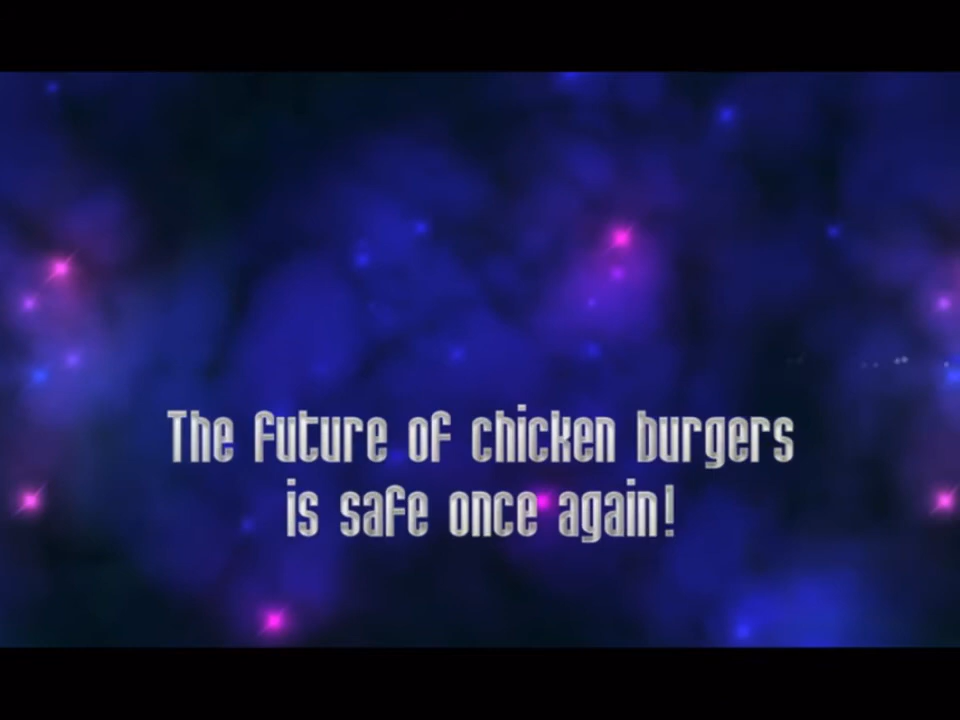 The future of chicken burgers
is safe once again!